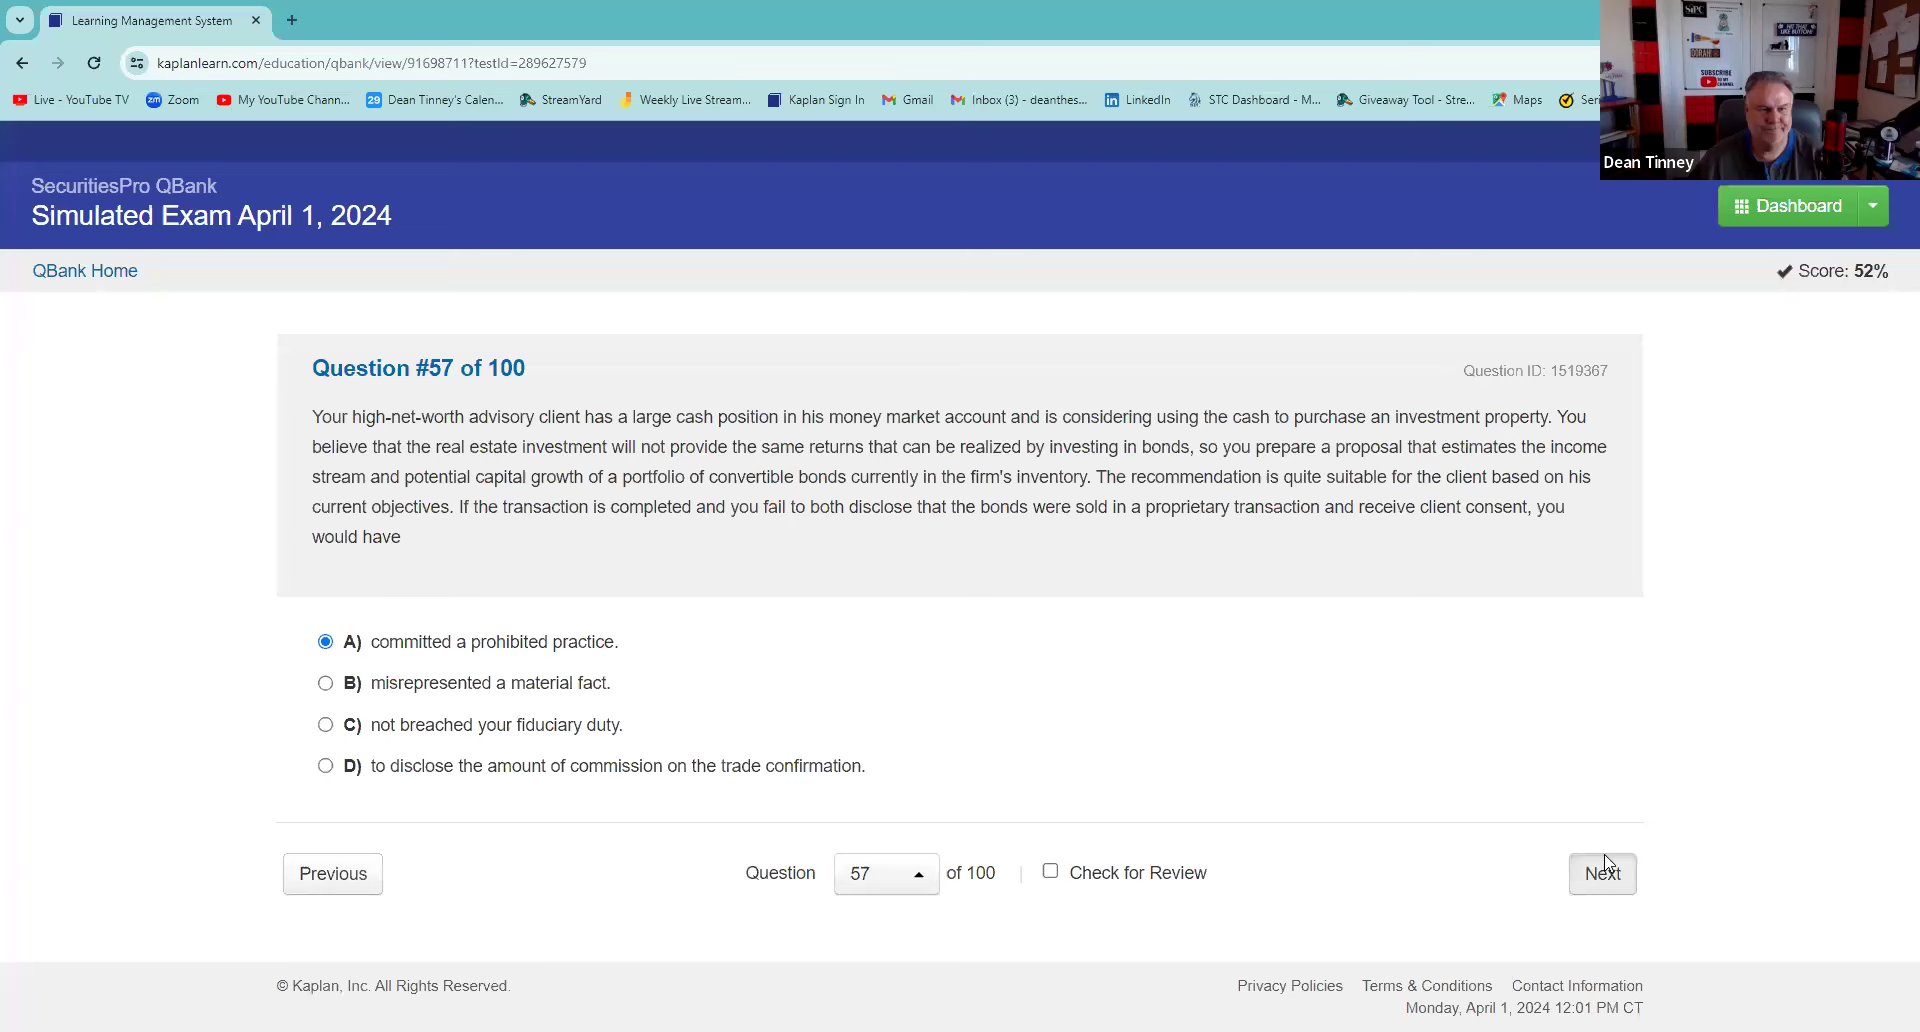 Learning Management System
kaplanlearn.com/education/qbank/view/91698711?testId=289627579
Live - YouTube TV
Zoom
My YouTube Chann...
Dean Tinney's Calen...
StreamYard
Weekly Live Stream...
Kaplan Sign In
Gmail
Inbox (3) - deanthes...
LinkedIn
STC Dashboard - M...
Giveaway Tool - Stre...
Maps
Seri
SIPC
HIT THAT LIKE BUTTON!
SUBSCRIBE
Dean Tinney
SecuritiesPro QBank
Simulated Exam April 1, 2024
Dashboard
QBank Home
Score: 52%
Question #57 of 100
Question ID: 1519367
Your high-net-worth advisory client has a large cash position in his money market account and is considering using the cash to purchase an investment property. You
believe that the real estate investment will not provide the same returns that can be realized by investing in bonds, so you prepare a proposal that estimates the income
stream and potential capital growth of a portfolio of convertible bonds currently in the firm's inventory. The recommendation is quite suitable for the client based on his
current objectives. If the transaction is completed and you fail to both disclose that the bonds were sold in a proprietary transaction and receive client consent, you
would have
A) committed a prohibited practice.
B) misrepresented a material fact.
C) not breached your fiduciary duty.
D) to disclose the amount of commission on the trade confirmation.
Previous
Question 57 of 100 | Check for Review
Next
© Kaplan, Inc. All Rights Reserved.
Privacy Policies Terms & Conditions Contact Information
Monday, April 1, 2024 12:01 PM CT